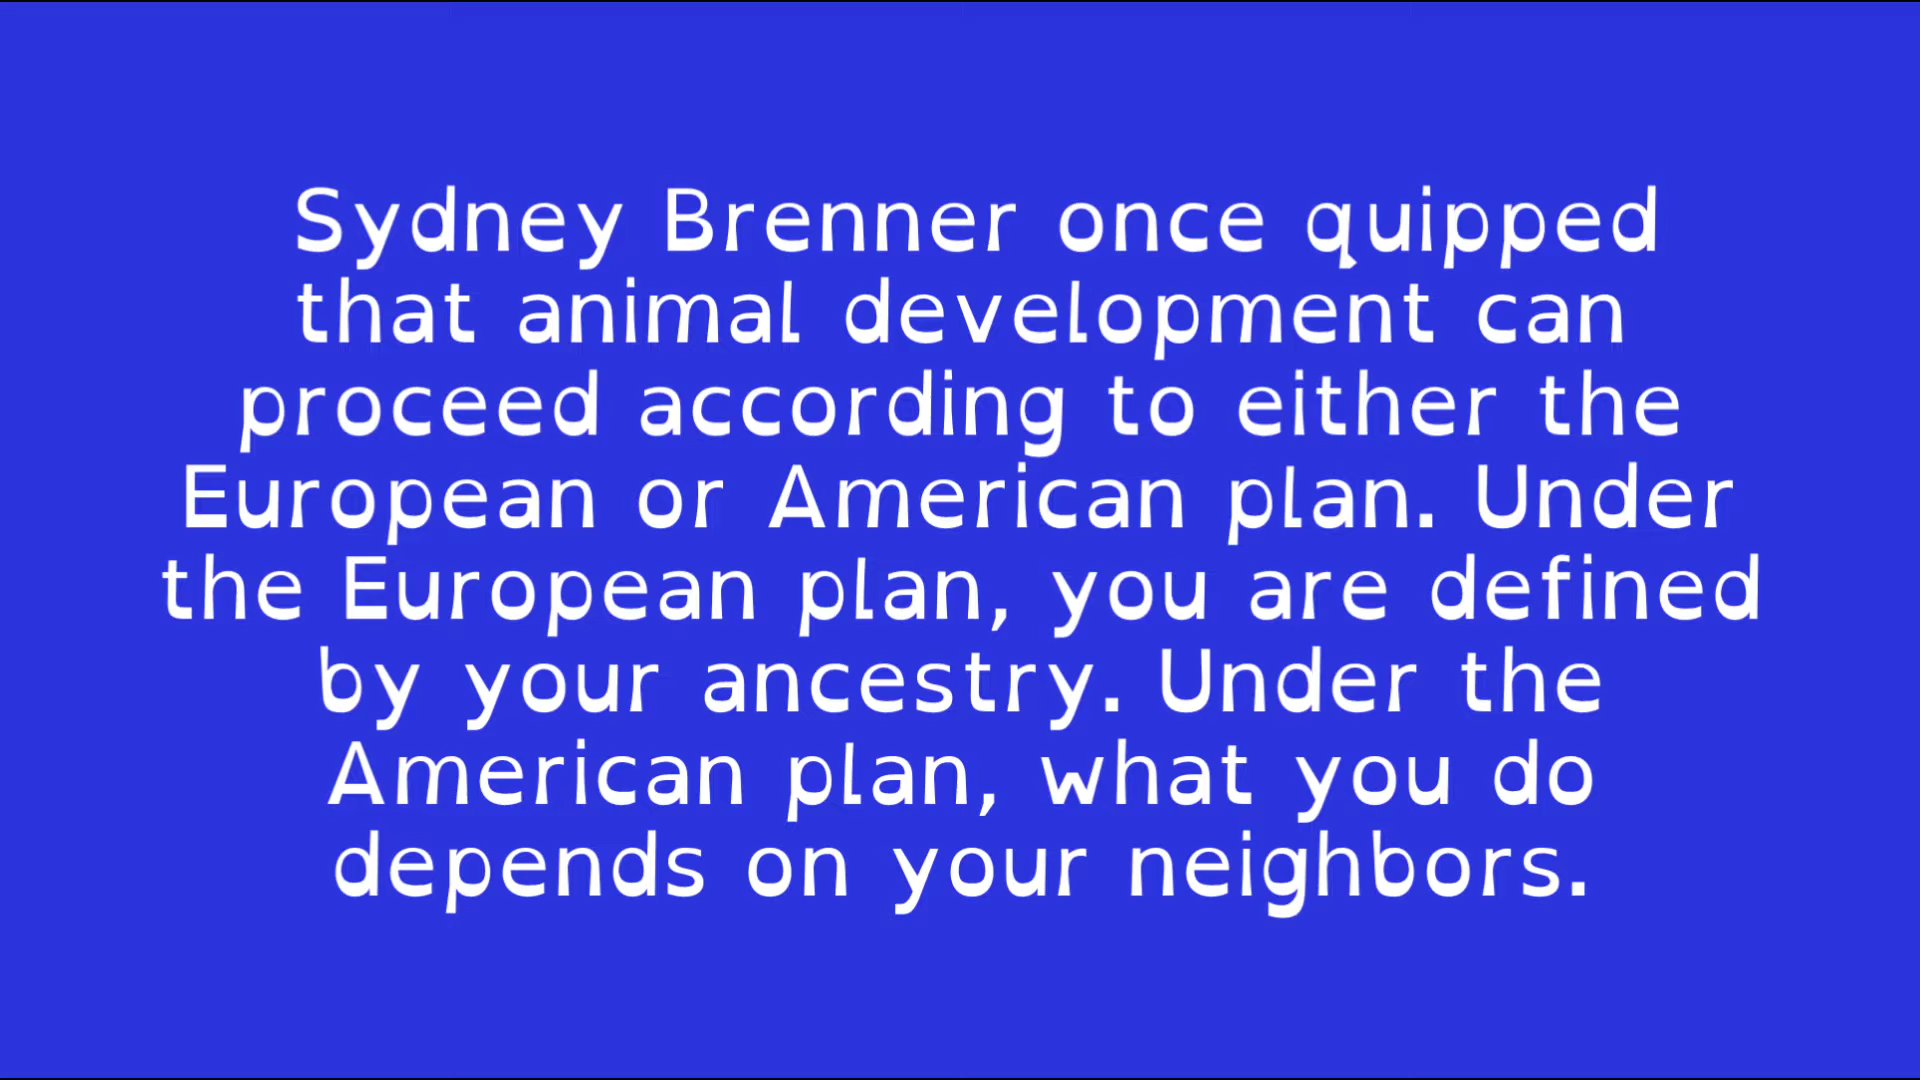 Sydney Brenner once quipped
that animal development can
proceed according to either the
European or American plan. Under
the European plan, you are defined
by your ancestry. Under the
American plan, what you do
depends on your neighbors.